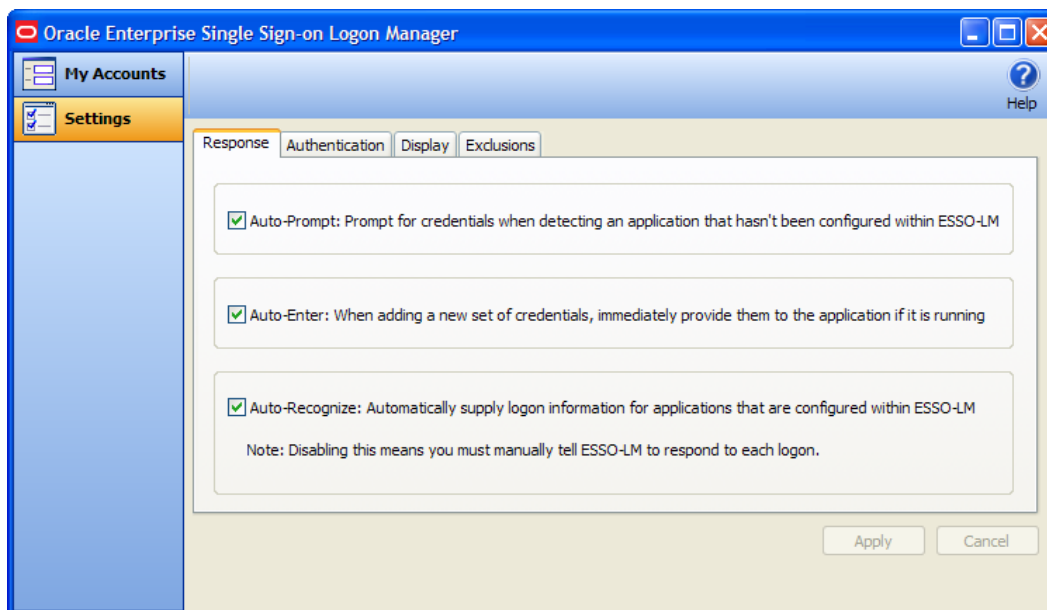 Oracle Enterprise Single Sign-on Logon Manager
My Accounts
Settings
Help
Response Authentication Display Exclusions
Auto-Prompt: Prompt for credentials when detecting an application that hasn't been configured within ESSO-LM
Auto-Enter: When adding a new set of credentials, immediately provide them to the application if it is running
Auto-Recognize: Automatically supply logon information for applications that are configured within ESSO-LM
Note: Disabling this means you must manually tell ESSO-LM to respond to each logon.
Apply Cancel